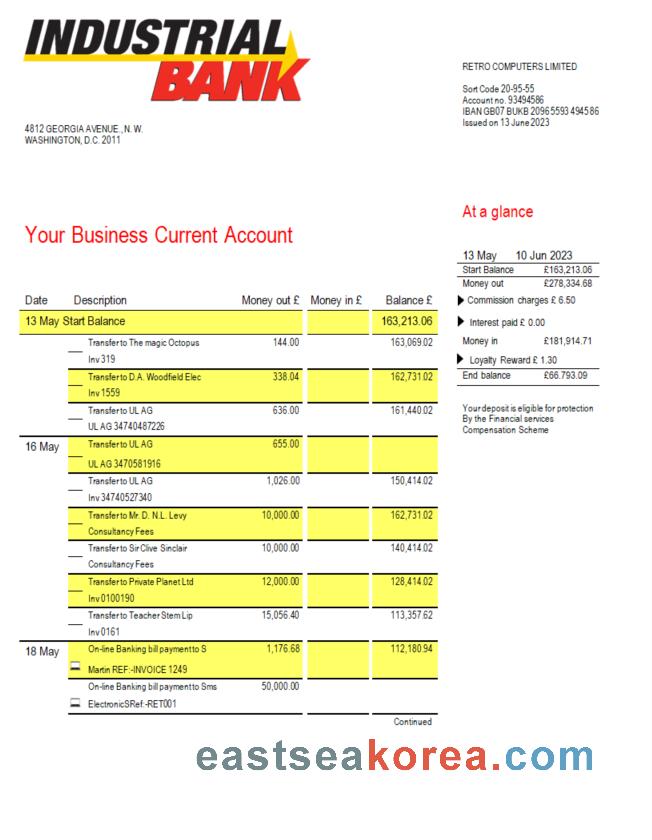 INDUSTRIAL
BANK
4812 GEORGIA AVENUE., N. W.
WASHINGTON, D.C. 2011
RETRO COMPUTERS LIMITED
Sort Code 20-95-55
Account no. 93494586
IBAN GB07 BUKB 2096 5593 494586
Issued on 13 June 2023
Your Business Current Account
At a glance
13 May 10 Jun 2023
Start Balance £163,213.06
Money out £278,334.68
Commission charges £ 6.50
Interest paid £ 0.00
Money in £181,914.71
Loyalty Reward £ 1.30
End balance £66.793.09
Your deposit is eligible for protection
By the Financial services
Compensation Scheme
Date Description Money out £ Money in £ Balance £
13 May Start Balance 163,213.06
Transfer to The magic Octopus 144.00 163,069.02
Inv 319
Transfer to D.A. Woodfield Elec 338.04 162,731.02
Inv 1559
Transfer to UL AG 636.00 161,440.02
UL AG 34740487226
16 May Transfer to UL AG 655.00
UL AG 3470581916
Transfer to UL AG 1,026.00 150,414.02
Inv 34740527340
Transfer to Mr. D. N.L. Levy 10,000.00 162,731.02
Consultancy Fees
Transfer to Sir Clive Sinclair 10,000.00 140,414.02
Consultancy Fees
Transfer to Private Planet Ltd 12,000.00 128,414.02
Inv 0100190
Transfer to Teacher Stem Lip 15,056.40 113,357.62
Inv 0161
18 May On-line Banking bill payment to S 1,176.68 112,180.94
Martin REF:-INVOICE 1249
On-line Banking bill payment to Sms 50,000.00
ElectronicSRef:-RET001
Continued
eastseakorea.com